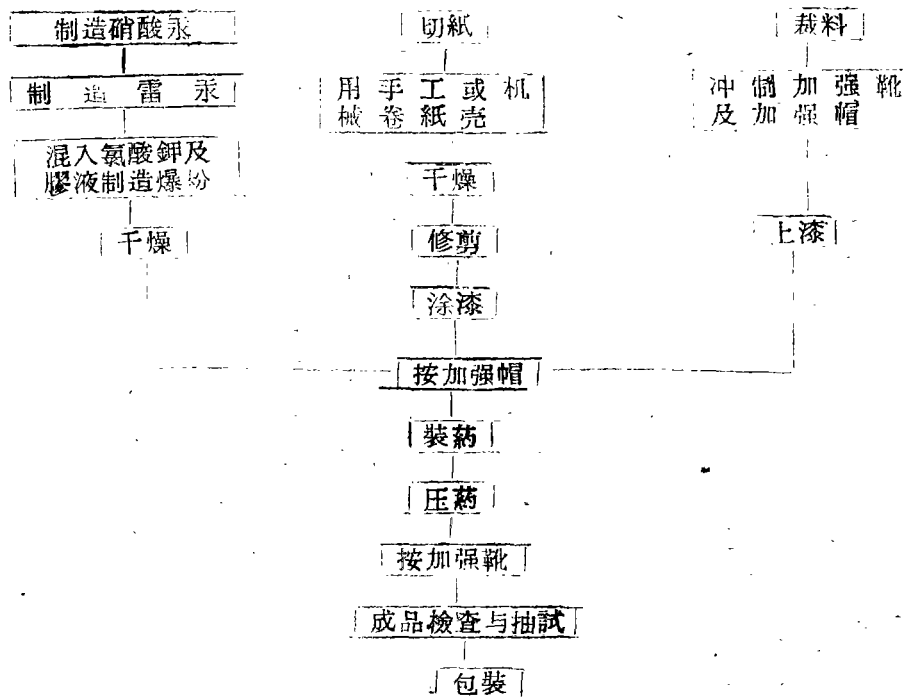 制造硝酸汞
制造雷汞
混入氯酸鉀及
膠液制造爆粉
干燥
切紙
用手工或机
械卷紙壳
干燥
修剪
涂漆
裁料
冲制加强靴
及加强帽
上漆
按加强帽
裝葯
压葯
按加强靴
成品檢查与抽試
包裝